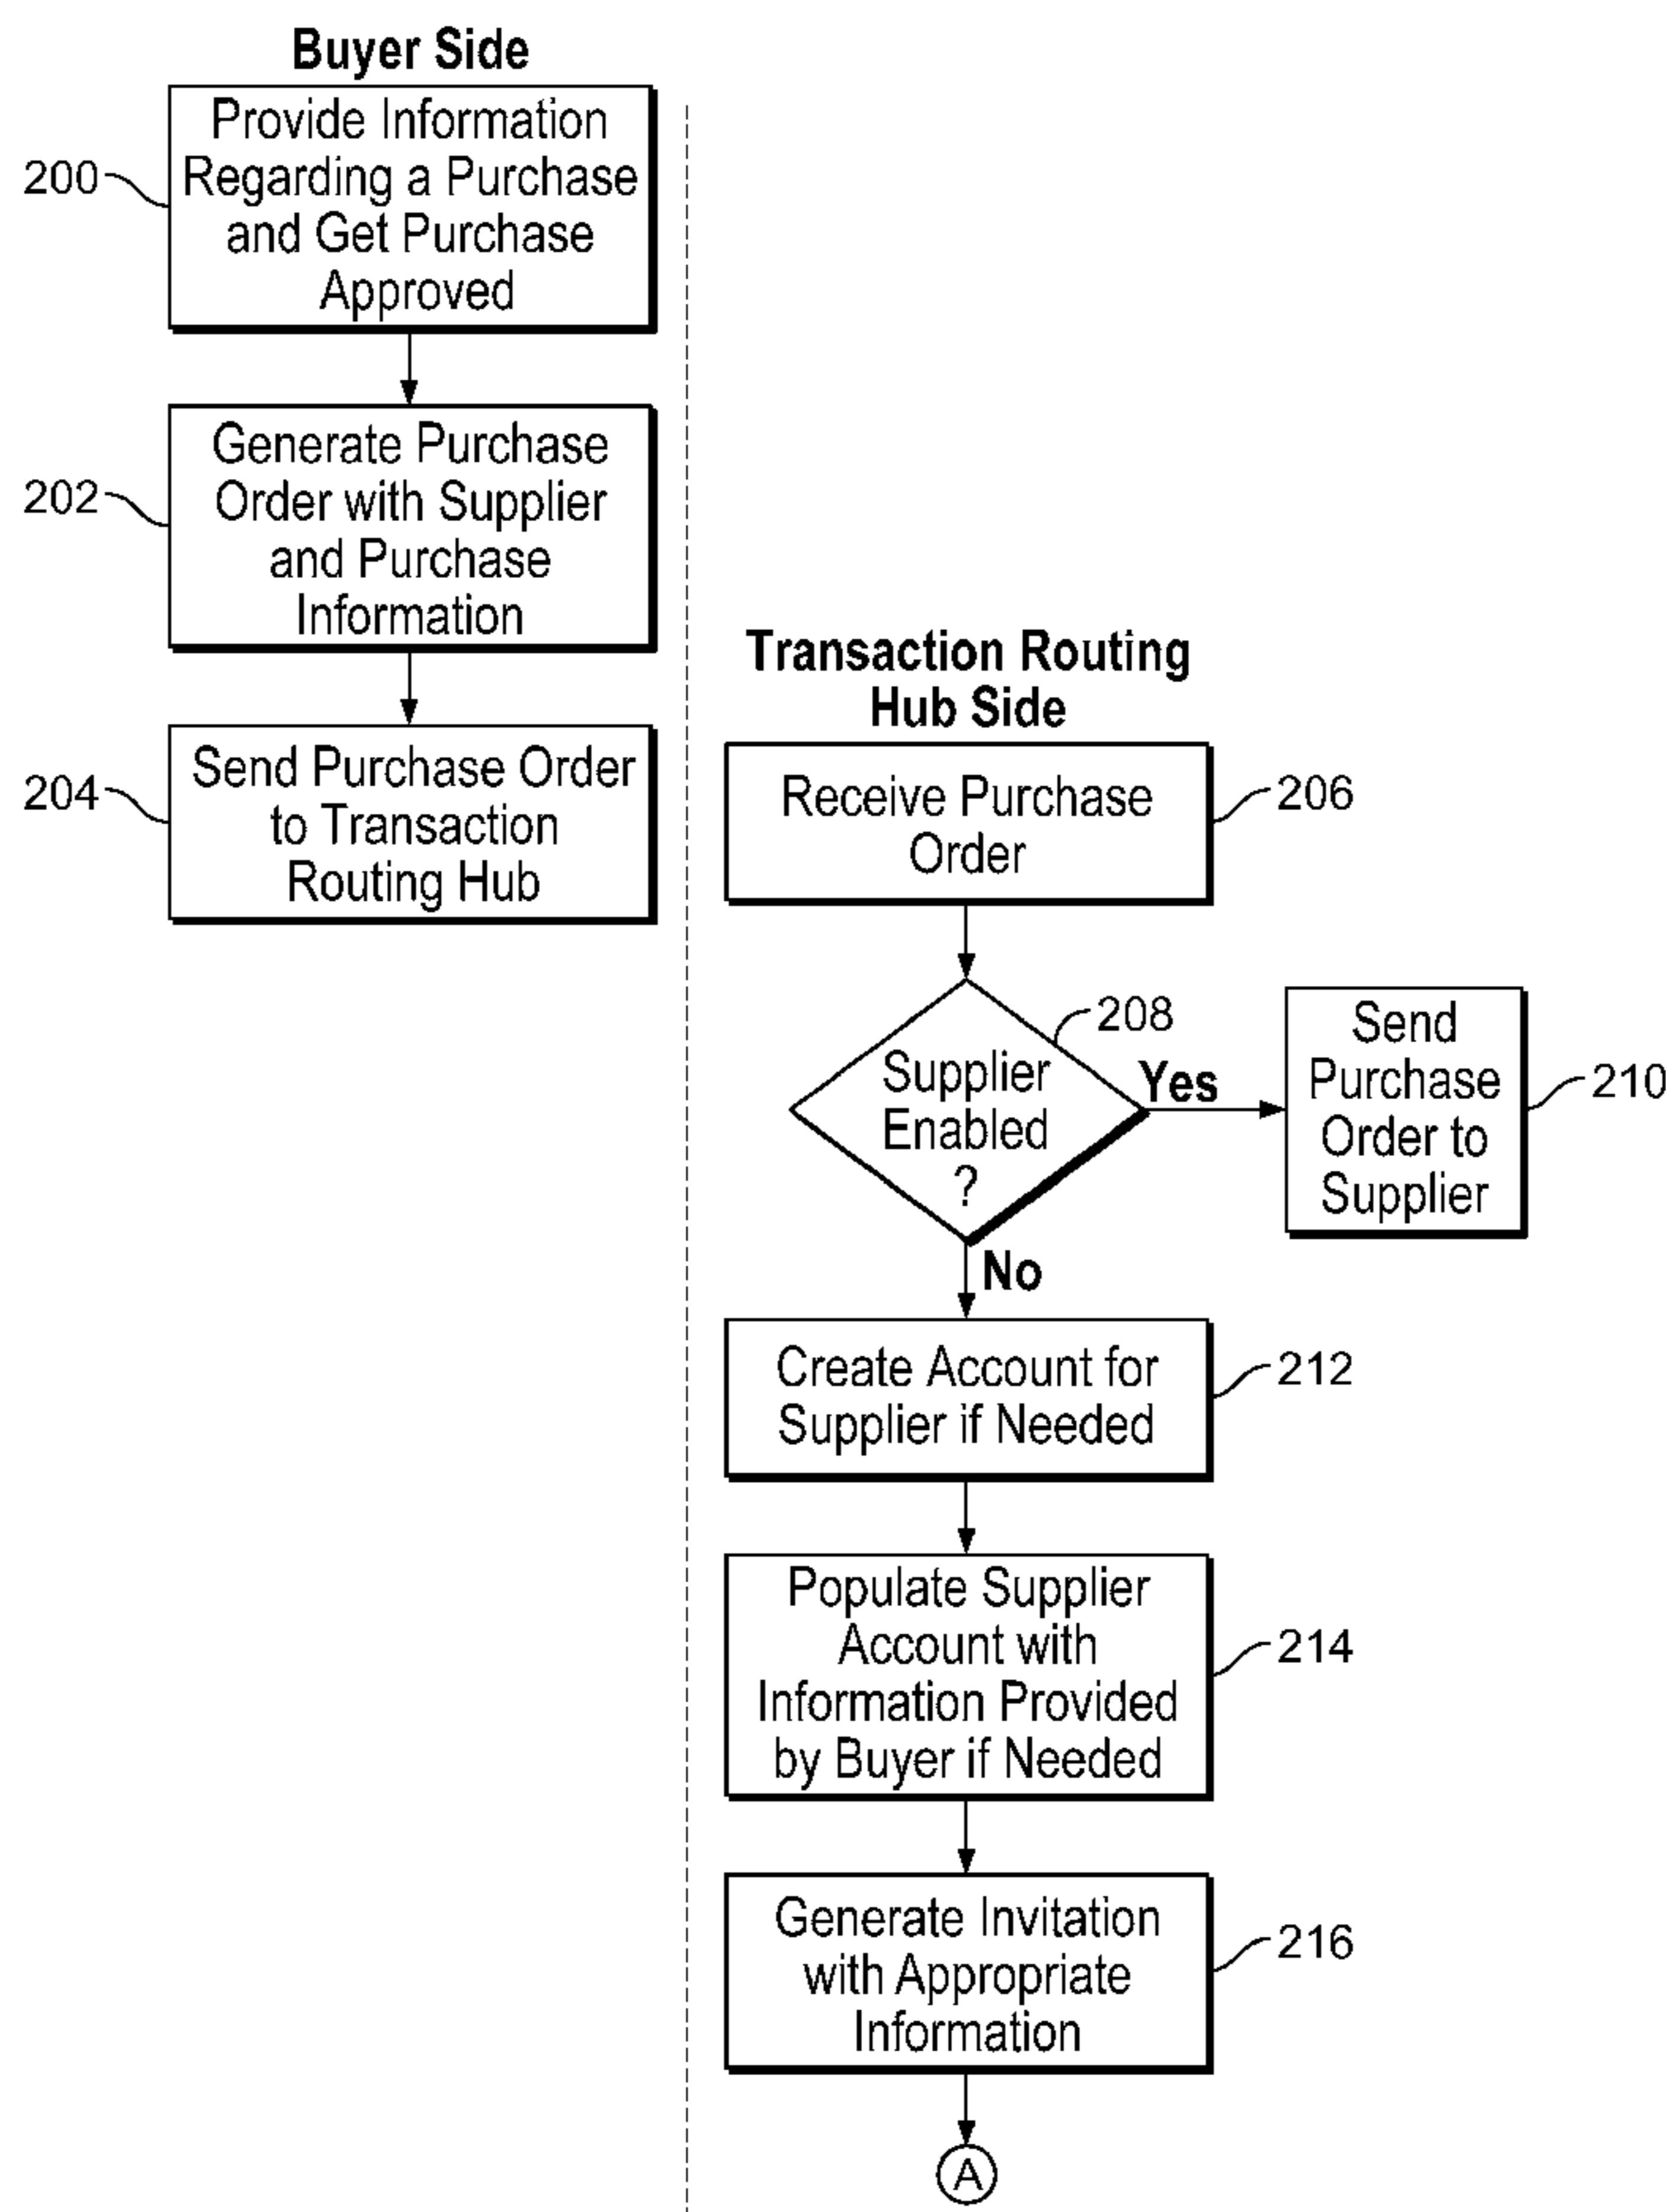 Buyer Side
200
Provide Information
Regarding a Purchase
and Get Purchase
Approved
202
Generate Purchase
Order with Supplier
and Purchase
Information
204
Send Purchase Order
to Transaction
Routing Hub
Transaction Routing
Hub Side
Receive Purchase
Order
206
208
Supplier
Enabled
?
Yes
Send
Purchase
Order to
Supplier
210
No
Create Account for
Supplier if Needed
212
Populate Supplier
Account with
Information Provided
by Buyer if Needed
214
Generate Invitation
with Appropriate
Information
216
A